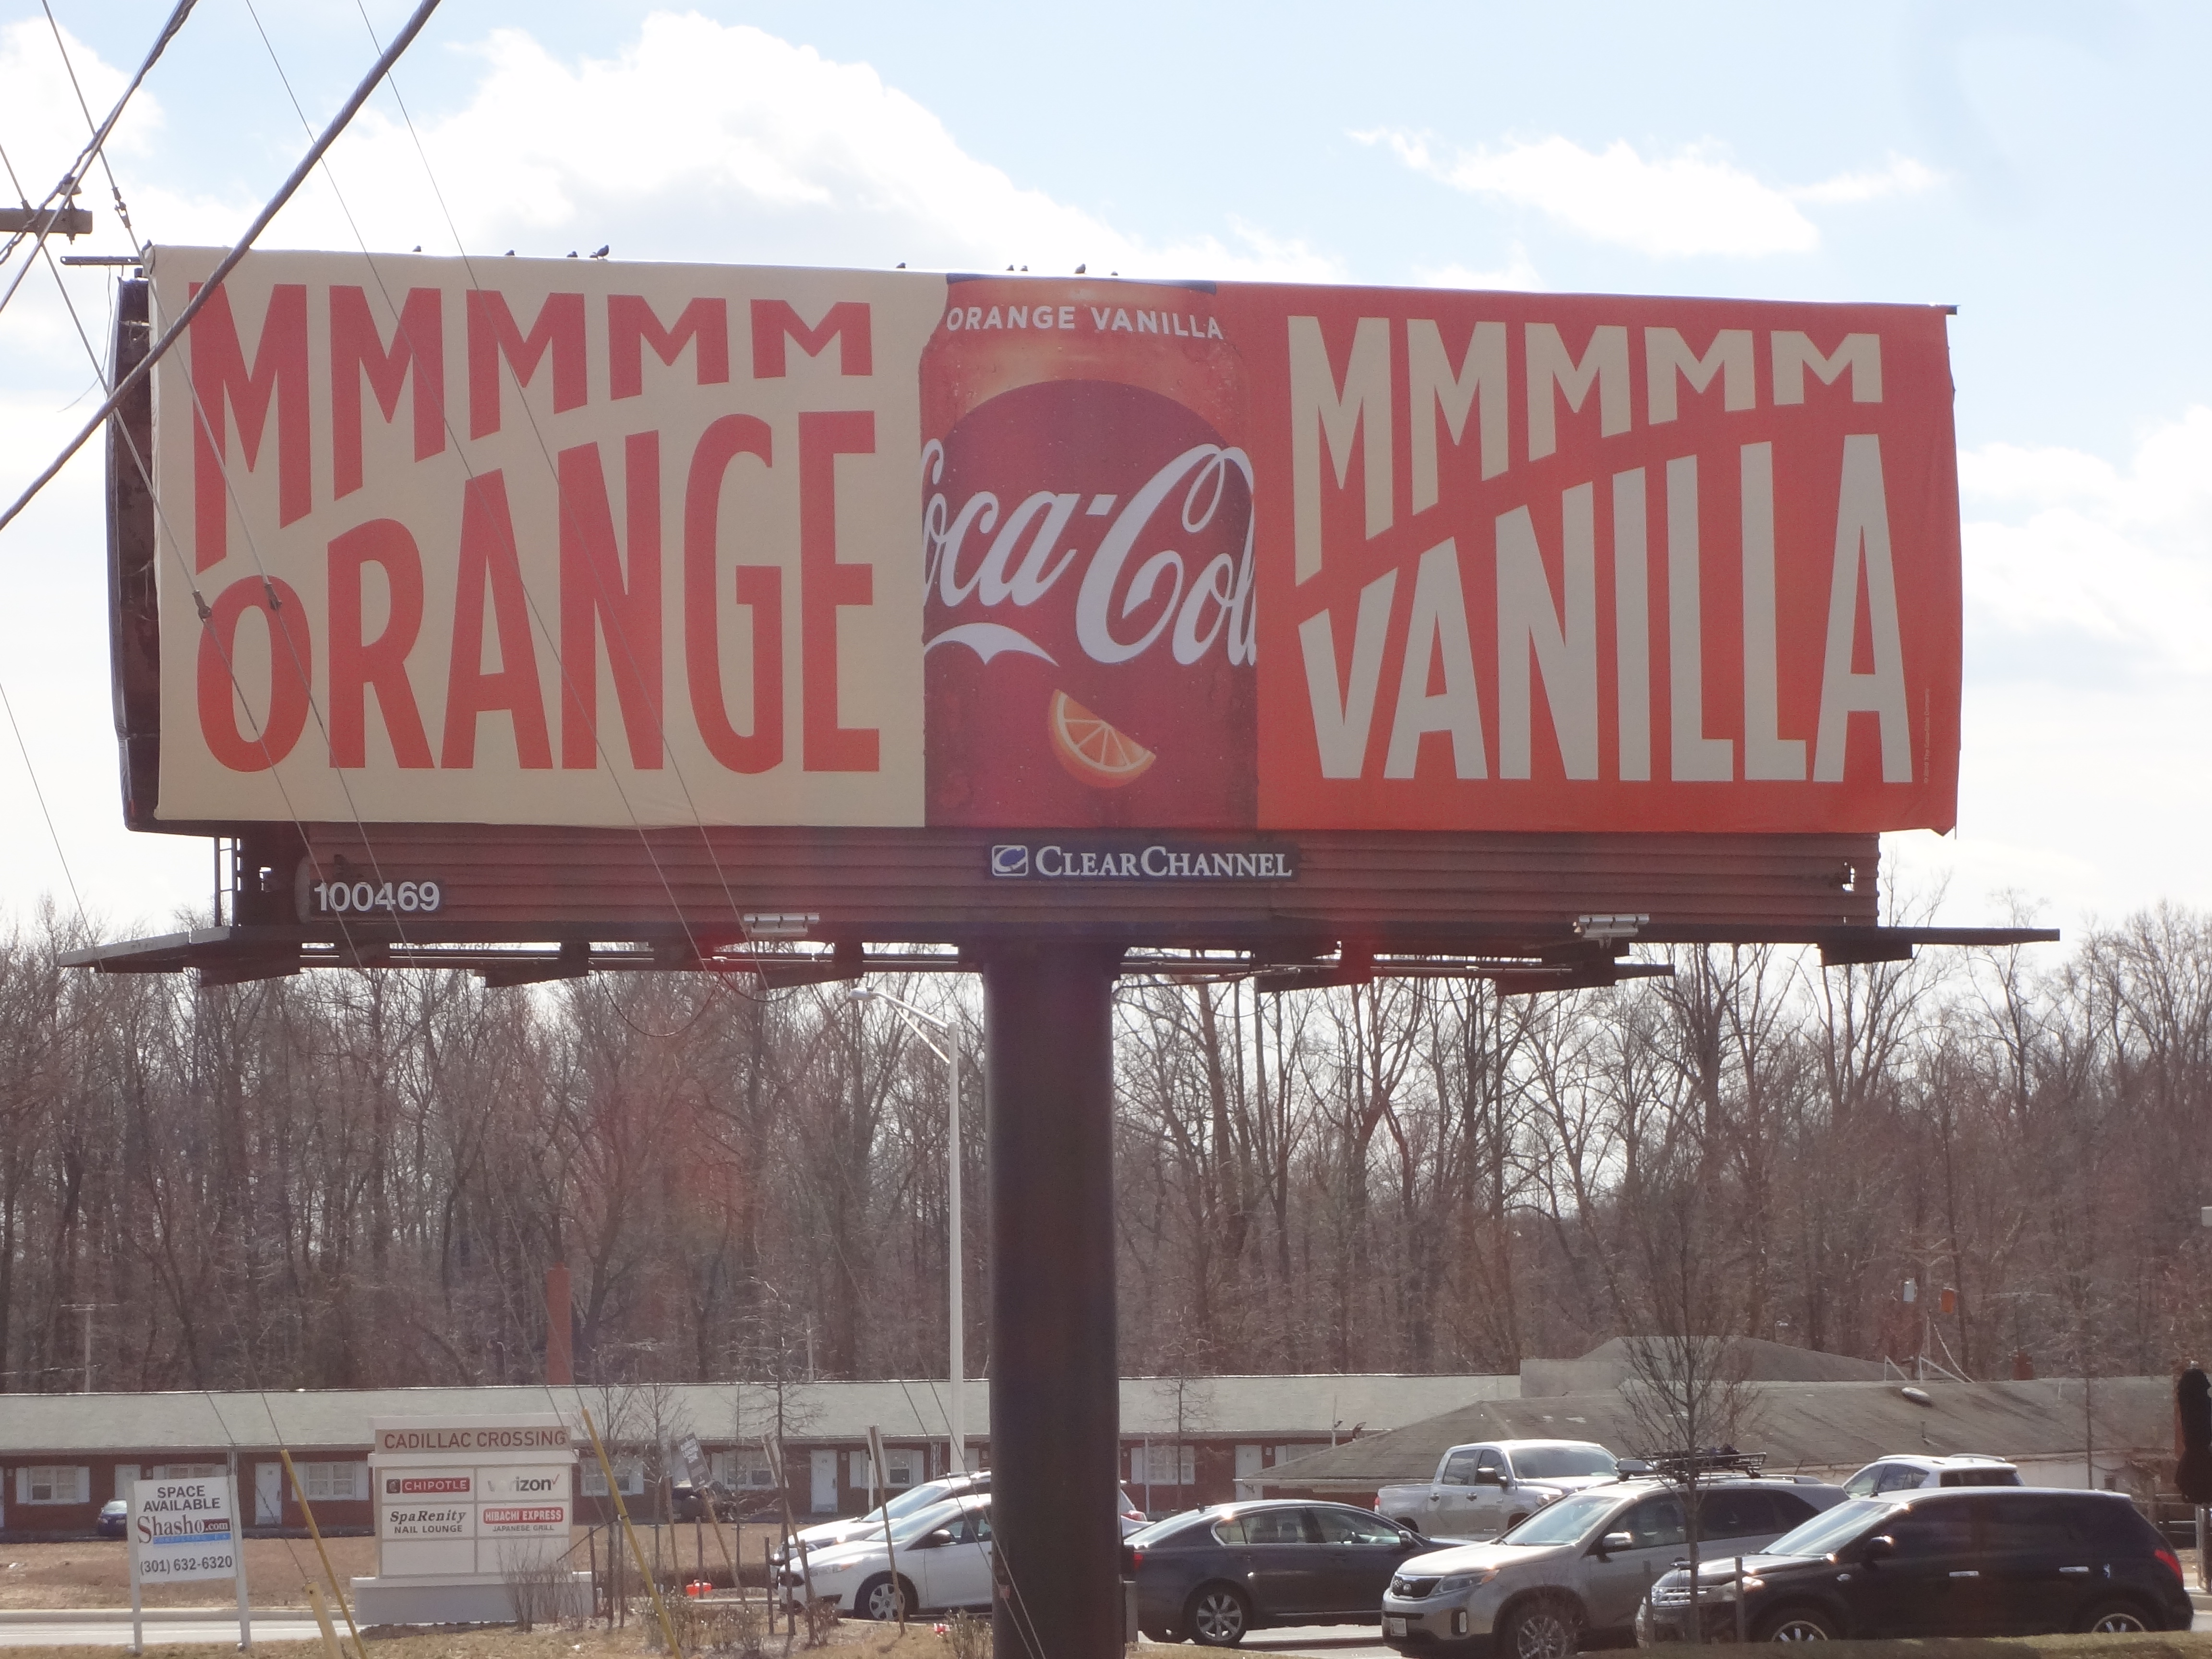 MMMMM
ORANGE
ORANGE VANILLA
Coca-Col
MMMMM
VANILLA
CLEARCHANNEL
100469
CADILLAC CROSSING
CHIPOTLE
verizon
SpaRenity
NAIL LOUNGE
HIBACHI EXPRESS
JAPANESE GRILL
SPACE
AVAILABLE
Shasho.com
(301) 632-6320